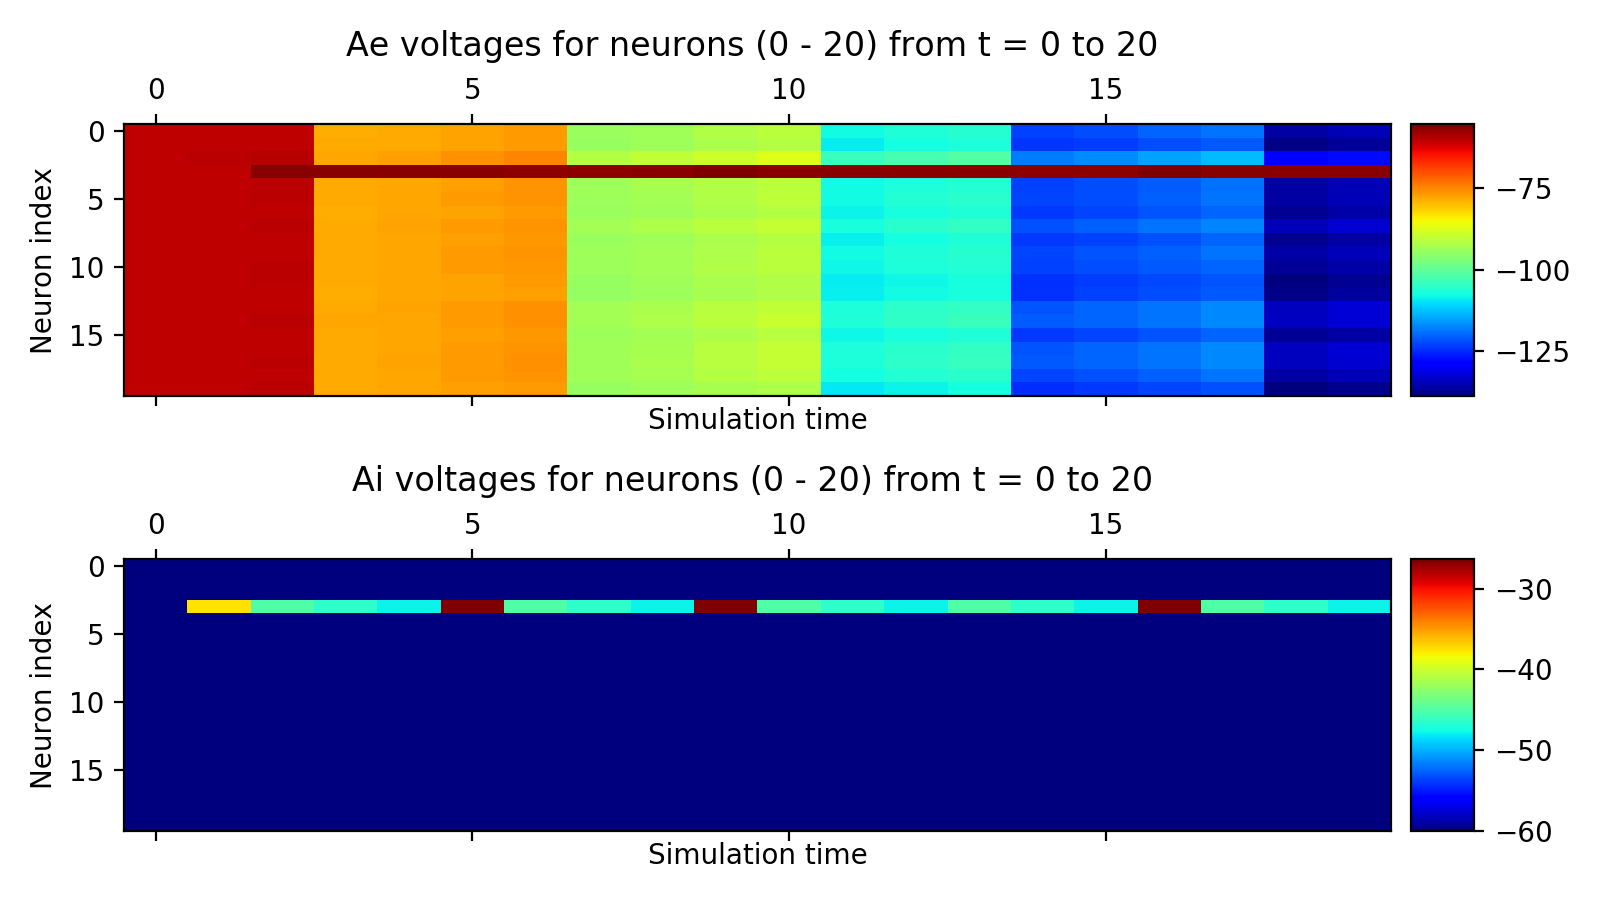 Ae voltages for neurons (0 - 20) from t = 0 to 20
0 5 10 15
0
5
10
15
Neuron index
Simulation time
−75
−100
−125
Ai voltages for neurons (0 - 20) from t = 0 to 20
0 5 10 15
0
5
10
15
Neuron index
Simulation time
−30
−40
−50
−60